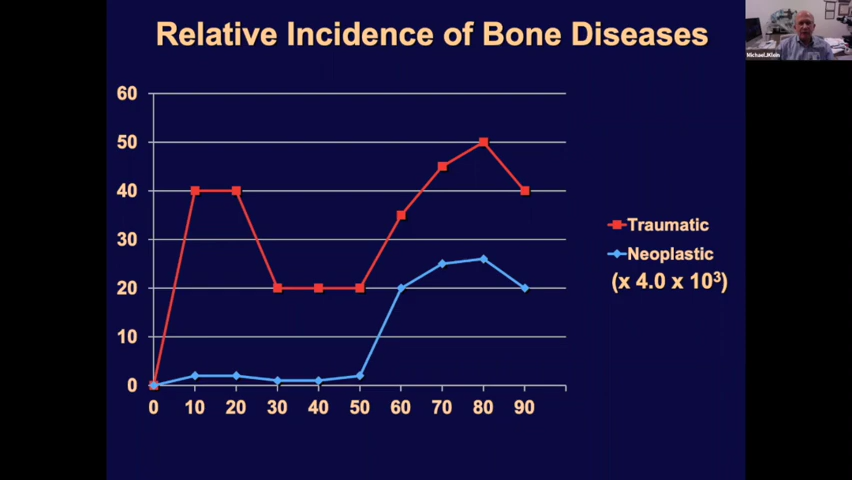 Relative Incidence of Bone Diseases
Michael.J.Klein
60
50
40
30
20
10
0
0 10 20 30 40 50 60 70 80 90
Traumatic
Neoplastic
(x 4.0 x 10³)